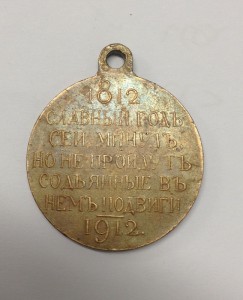 1812
СЛАВНЫЙ ГОДЪ
СЕЙ МИНУЛЪ,
НО НЕ ПРОЙДУТЪ
СОДѢЯННЫЕ ВЪ
НЕМЪ ПОДВИГИ
1912.